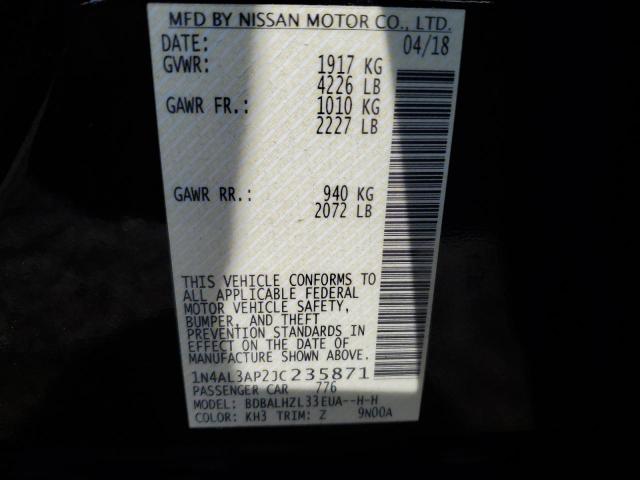 MFD BY NISSAN MOTOR CO., LTD.
DATE: 04/18
GVWR: 1917 KG
4226 LB
GAWR FR.: 1010 KG
2227 LB
GAWR RR.: 940 KG
2072 LB
THIS VEHICLE CONFORMS TO
ALL APPLICABLE FEDERAL
MOTOR VEHICLE SAFETY,
BUMPER, AND THEFT
PREVENTION STANDARDS IN
EFFECT ON THE DATE OF
MANUFACTURE SHOWN ABOVE.
1N4AL3AP2JC235871
PASSENGER CAR 776
MODEL: BDBALHZL33EUA--H-H
COLOR: KH3 TRIM: Z 9N00A